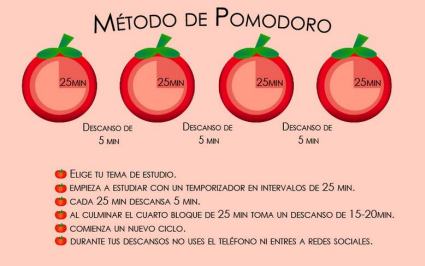 MÉTODO DE POMODORO
25MIN 25MIN 25MIN 25MIN
DESCANSO DE DESCANSO DE DESCANSO DE
5 MIN 5 MIN 5 MIN
ELIGE TU TEMA DE ESTUDIO.
EMPIEZA A ESTUDIAR CON UN TEMPORIZADOR EN INTERVALOS DE 25 MIN.
CADA 25 MIN DESCANSA 5 MIN.
AL CULMINAR EL CUARTO BLOQUE DE 25 MIN TOMA UN DESCANSO DE 15-20MIN.
COMIENZA UN NUEVO CICLO.
DURANTE TUS DESCANSOS NO USES EL TELÉFONO NI ENTRES A REDES SOCIALES.